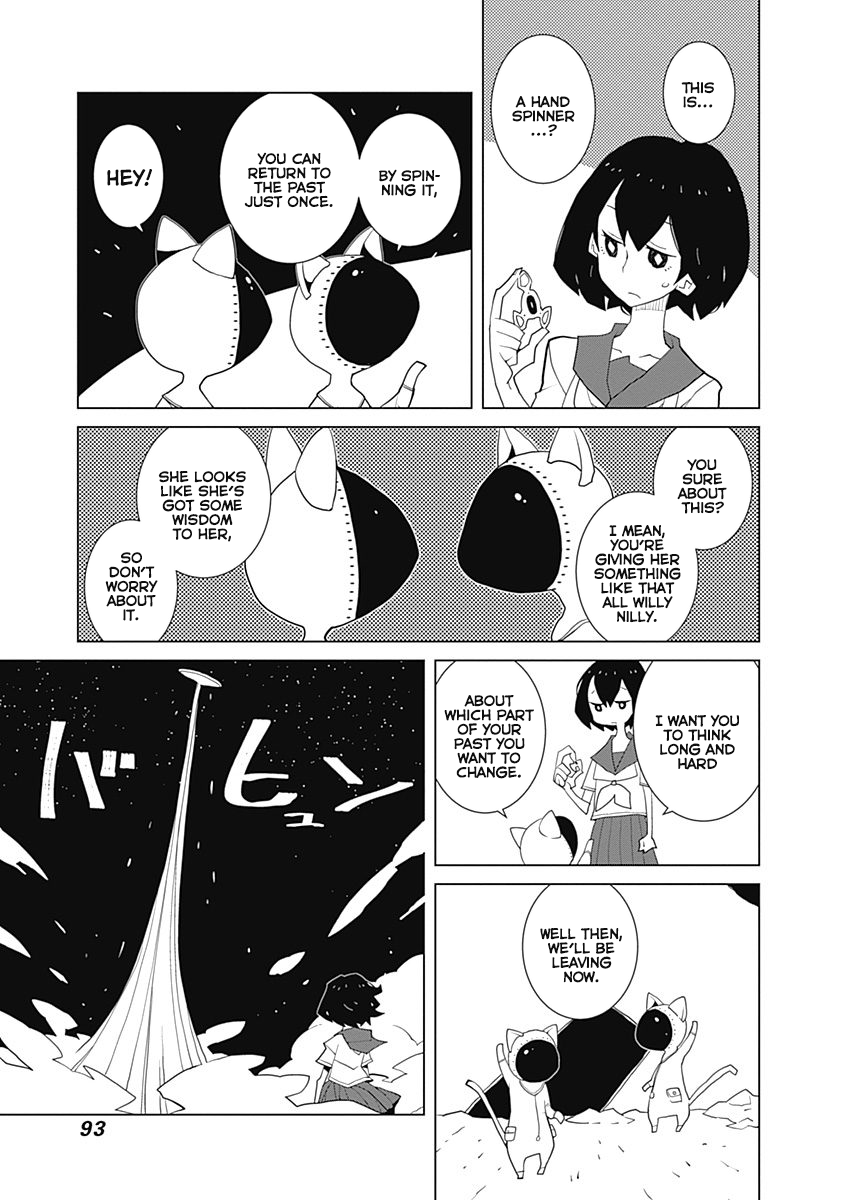 THIS
IS...
A HAND
SPINNER
...?
BY SPIN-
NING IT,
YOU CAN
RETURN TO
THE PAST
JUST ONCE.
HEY!
YOU
SURE
ABOUT
THIS?
I MEAN,
YOU'RE
GIVING HER
SOMETHING
LIKE THAT
ALL WILLY
NILLY.
SHE LOOKS
LIKE SHE'S
GOT SOME
WISDOM
TO HER,
SO
DON'T
WORRY
ABOUT
IT.
I WANT YOU
TO THINK
LONG AND
HARD
ABOUT
WHICH PART
OF YOUR
PAST YOU
WANT TO
CHANGE.
WELL THEN,
WE'LL BE
LEAVING
NOW.
バヒュン
93